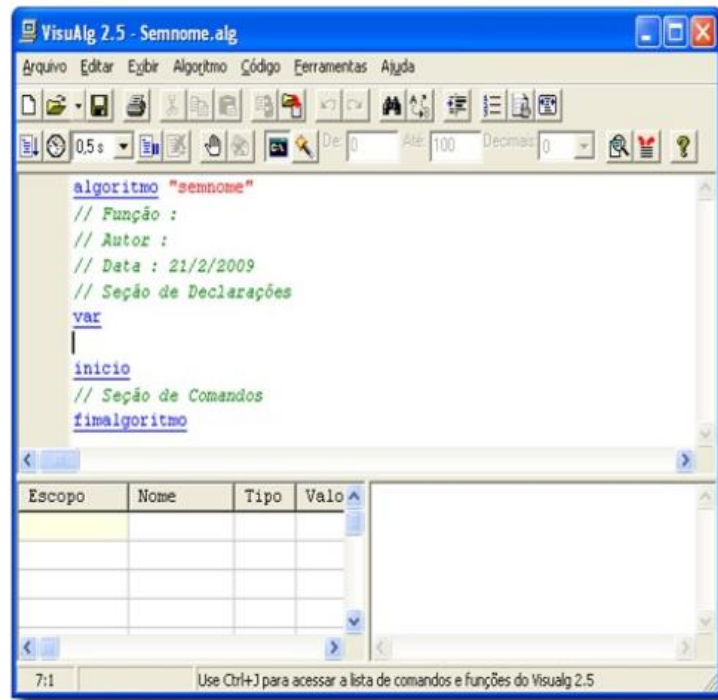 VisuAlg 2.5 - Semnome.alg
Arquivo Editar Exibir Algoritmo Código Ferramentas Ajuda
0,5 s De: 0 Até: 100 Decimais: 0
algoritmo "semnome"
// Função :
// Autor :
// Data : 21/2/2009
// Seção de Declarações
var
inicio
// Seção de Comandos
fimalgoritmo
Escopo Nome Tipo Valo
7:1 Use Ctrl+J para acessar a lista de comandos e funções do Visualg 2.5